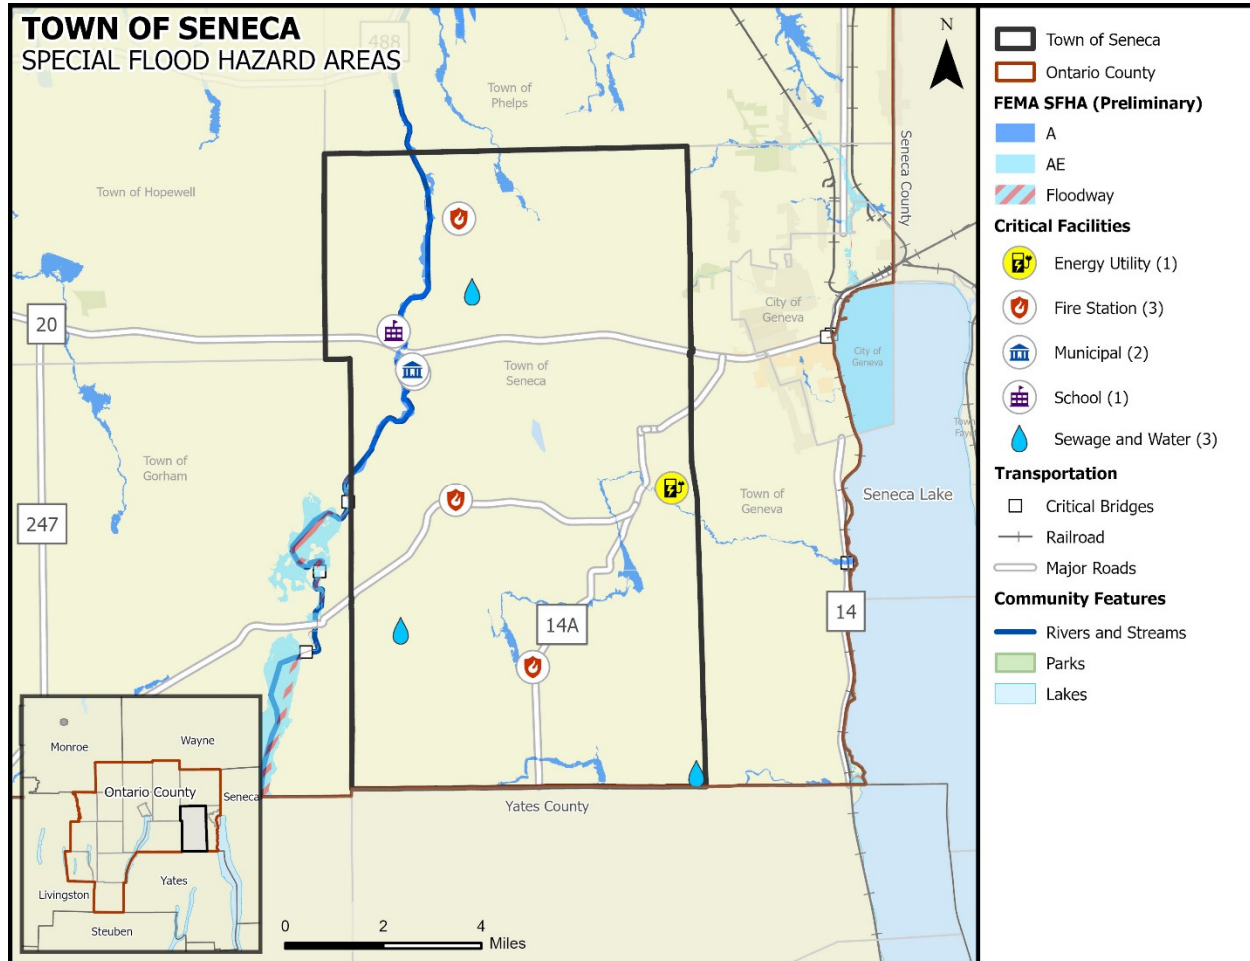 TOWN OF SENECA
SPECIAL FLOOD HAZARD AREAS
488
N
Town of
Phelps
Town of Hopewell
Seneca County
20
City of
Geneva
City of
Geneva
Town of
Seneca
Town of
Gorham
247
Town of
Geneva
Seneca Lake
14A
14
Yates County
Monroe
Wayne
Ontario County
Seneca
Livingston
Yates
Steuben
0 2 4
Miles
Town of Seneca
Ontario County
FEMA SFHA (Preliminary)
A
AE
Floodway
Critical Facilities
Energy Utility (1)
Fire Station (3)
Municipal (2)
School (1)
Sewage and Water (3)
Transportation
Critical Bridges
Railroad
Major Roads
Community Features
Rivers and Streams
Parks
Lakes